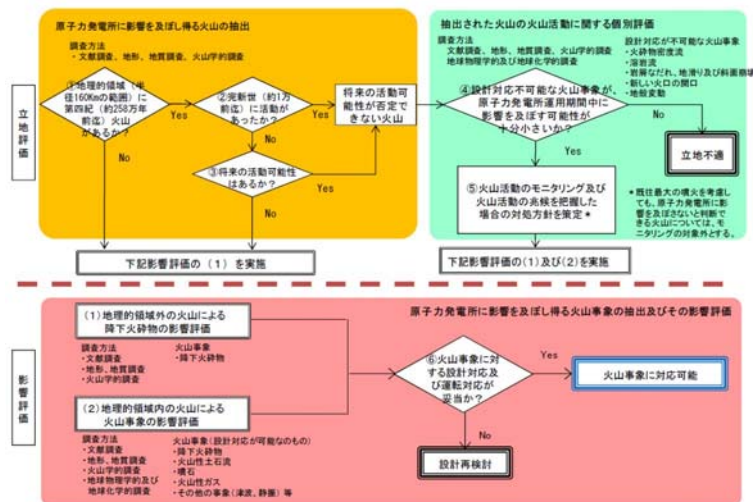 原子力発電所に影響を及ぼし得る火山の抽出
調査方法
・文献調査、地形、地質調査、火山学的調査
①地理的領域(半
径160Kmの範囲)に
第四紀(約258万年
前迄)火山
があるか?
Yes
No
②完新世(約1万年
前迄)に活動が
あったか?
Yes
No
③将来の活動可能性
はあるか?
Yes
No
将来の活動可
能性が否定で
きない火山
下記影響評価の(1)を実施
立地評価
抽出された火山の火山活動に関する個別評価
調査方法
・文献調査、地形、地質調査、火山学的調査
地球物理学的及び地球化学的調査
設計対応が不可能な火山事象
・火砕物密度流
・溶岩流
・岩屑なだれ、地滑り及び斜面崩壊
・新しい火口の開口
・地殻変動
④設計対応不可能な火山事象が、
原子力発電所運用期間中に
影響を及ぼす可能性が
十分小さいか?
No
立地不適
Yes
⑤火山活動のモニタリング及び
火山活動の兆候を把握した
場合の対処方針を策定*
*既往最大の噴火を考慮し
ても、原子力発電所に影
響を及ぼさないと判断で
きる火山については、モ
ニタリングの対象外とする。
下記影響評価の(1)及び(2)を実施
原子力発電所に影響を及ぼし得る火山事象の抽出及びその影響評価
影響評価
(1)地理的領域外の火山による
降下火砕物の影響評価
調査方法
・文献調査
・地形、地質調査
・火山学的調査
火山事象
・降下火砕物
(2)地理的領域内の火山による
火山事象の影響評価
調査方法
・文献調査
・地形、地質調査
・火山学的調査
・地球物理学的及び
地球化学的調査
火山事象(設計対応が可能なもの)
・降下火砕物
・火山性土石流
・噴石
・火山性ガス
・その他の事象(津波、静振)等
⑥火山事象に対
する設計対応及
び運転対応が
妥当か?
Yes
火山事象に対応可能
No
設計再検討